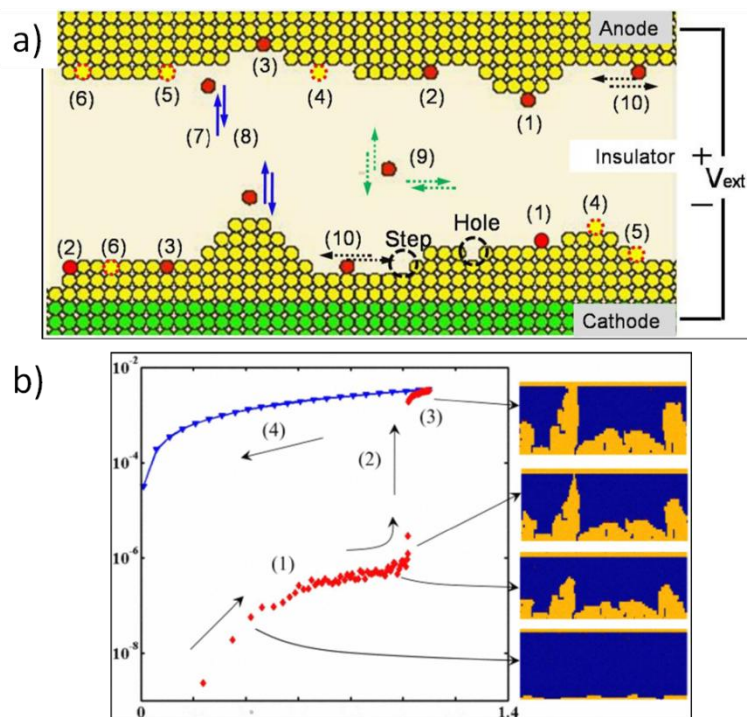 a)
Anode
(3)
(6) (5) (4) (2)
(1) (10)
(7) (8)
(9)
Insulator + Vext −
(10) Step Hole (1) (4)
(2) (6) (3) (5)
Cathode
b)
10-2
(3)
(4) (2)
10-4
10-6
(1)
10-8
0 1.4